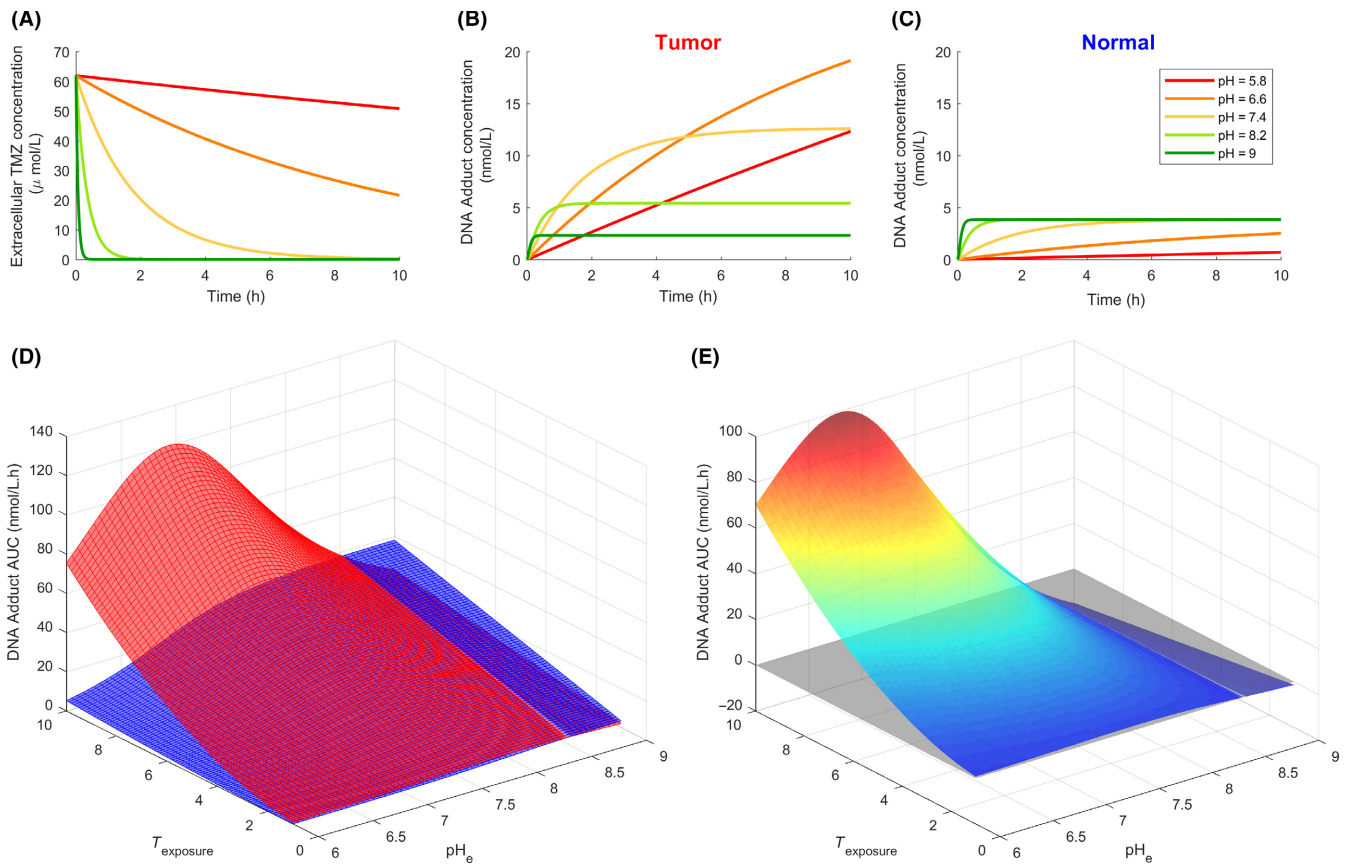 (A)
Extracellular TMZ concentration
(μ mol/L)
70
60
50
40
30
20
10
0
0 2 4 6 8 10
Time (h)
(B)
Tumor
DNA Adduct concentration
(nmol/L)
20
15
10
5
0
0 2 4 6 8 10
Time (h)
(C)
Normal
DNA Adduct concentration
(nmol/L)
20
15
10
5
0
0 2 4 6 8 10
Time (h)
pH = 5.8
pH = 6.6
pH = 7.4
pH = 8.2
pH = 9
(D)
DNA Adduct AUC (nmol/L.h)
140
120
100
80
60
40
20
0
10 8 6 4 2 0
Texposure
6 6.5 7 7.5 8 8.5 9
pHe
(E)
DNA Adduct AUC (nmol/L.h)
100
80
60
40
20
0
−20
10 8 6 4 2 0
Texposure
6 6.5 7 7.5 8 8.5 9
pHe